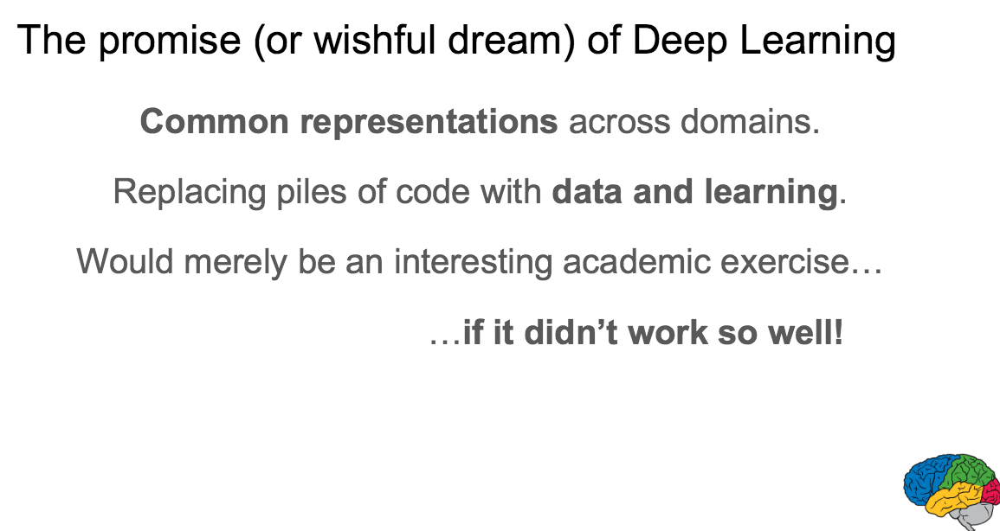 The promise (or wishful dream) of Deep Learning
Common representations across domains.
Replacing piles of code with data and learning.
Would merely be an interesting academic exercise…
…if it didn’t work so well!